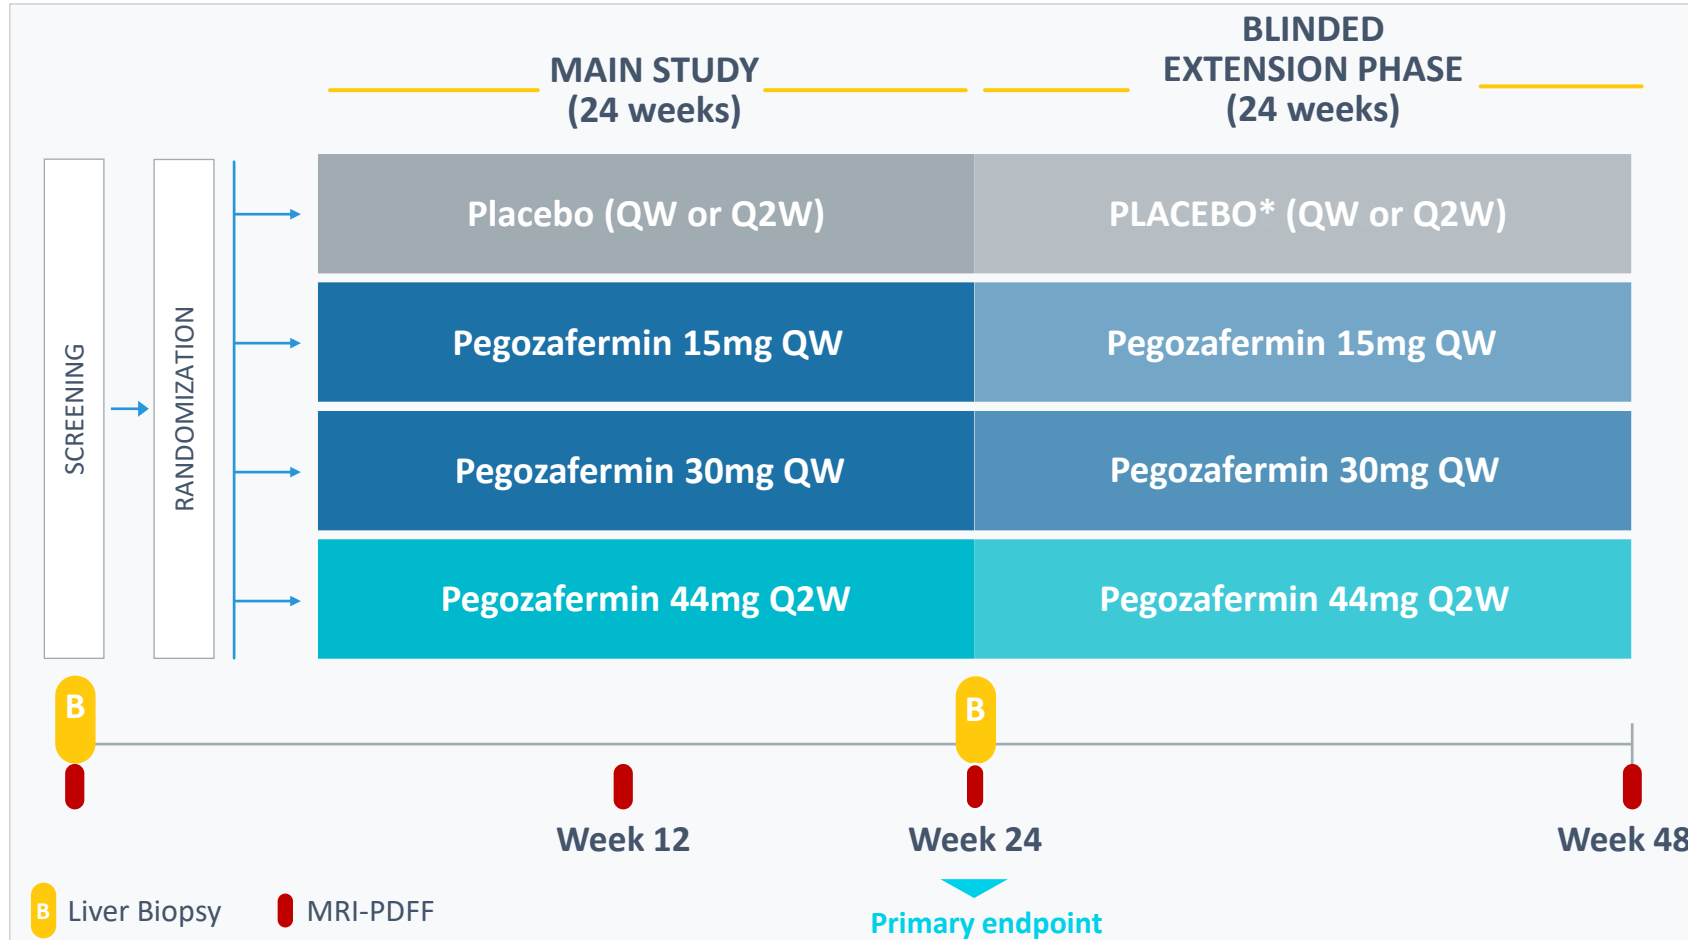 MAIN STUDY
(24 weeks)
BLINDED
EXTENSION PHASE
(24 weeks)
SCREENING
RANDOMIZATION
Placebo (QW or Q2W)
PLACEBO* (QW or Q2W)
Pegozafermin 15mg QW
Pegozafermin 15mg QW
Pegozafermin 30mg QW
Pegozafermin 30mg QW
Pegozafermin 44mg Q2W
Pegozafermin 44mg Q2W
B
B
Week 12
Week 24
Week 48
Primary endpoint
B Liver Biopsy
MRI-PDFF